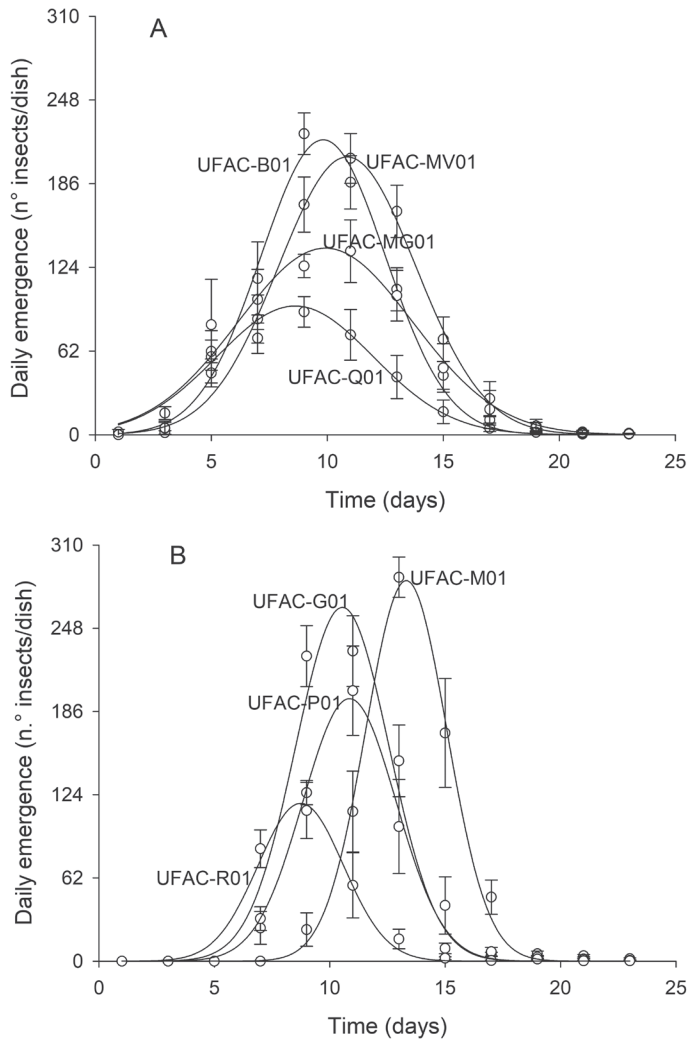 A
310
248
186
124
62
0
Daily emergence (n° insects/dish)
UFAC-B01
UFAC-MV01
UFAC-MG01
UFAC-Q01
0 5 10 15 20 25
Time (days)
B
310
248
186
124
62
0
Daily emergence (n.° insects/dish)
UFAC-M01
UFAC-G01
UFAC-P01
UFAC-R01
0 5 10 15 20 25
Time (days)